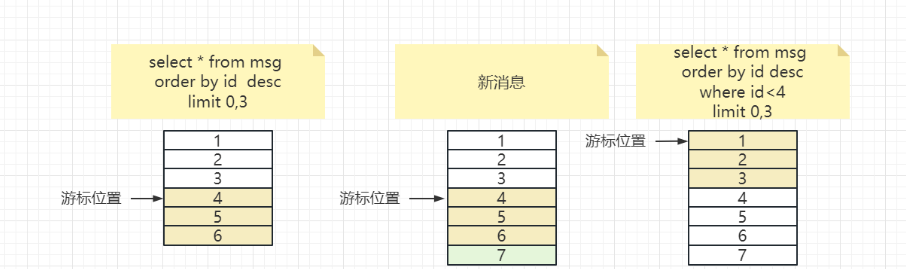 select * from msg
order by id  desc
limit 0,3
1
2
3
游标位置
4
5
6
新消息
1
2
3
游标位置
4
5
6
7
select * from msg
order by id desc
where id<4
limit 0,3
游标位置
1
2
3
4
5
6
7